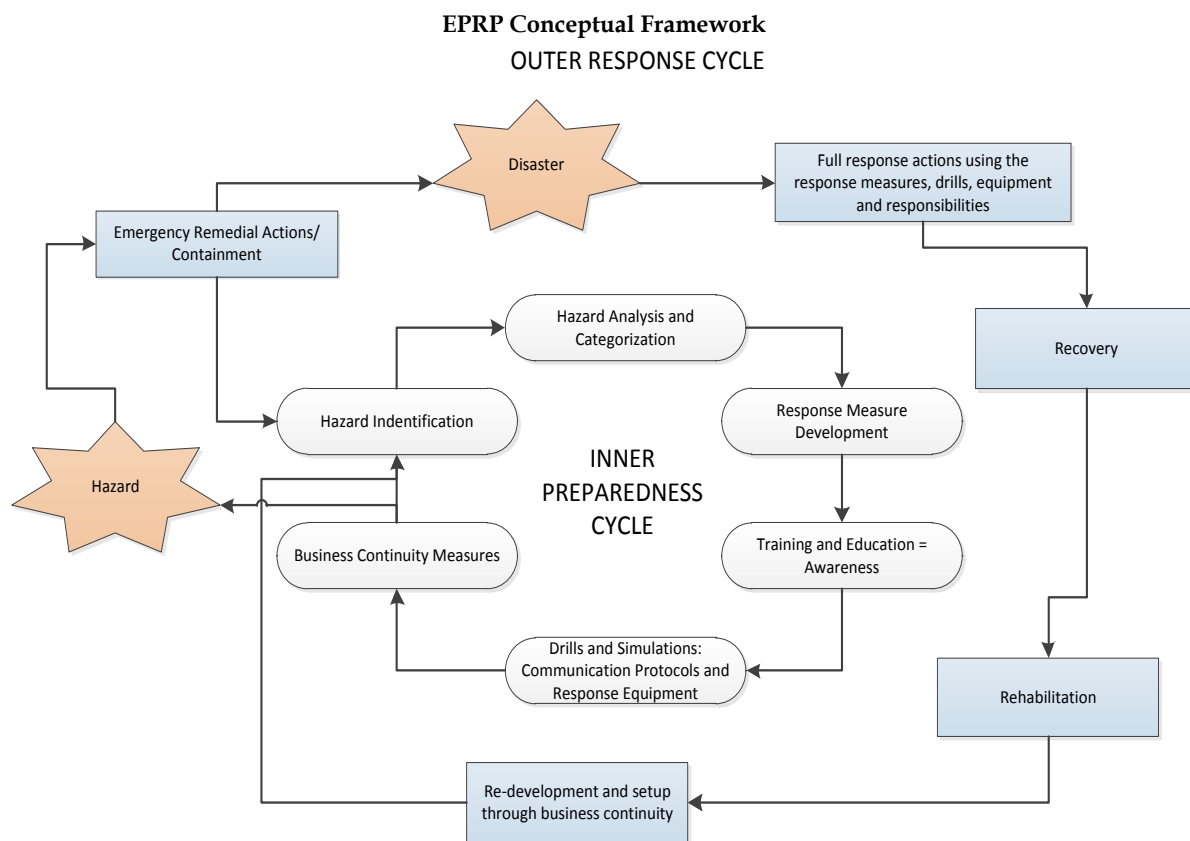 EPRP Conceptual Framework
OUTER RESPONSE CYCLE
Disaster
Full response actions using the
response measures, drills, equipment
and responsibilities
Emergency Remedial Actions/
Containment
Hazard Analysis and
Categorization
Recovery
Hazard Indentification
Response Measure
Development
INNER
PREPAREDNESS
CYCLE
Hazard
Business Continuity Measures
Training and Education =
Awareness
Drills and Simulations:
Communication Protocols and
Response Equipment
Rehabilitation
Re-development and setup
through business continuity